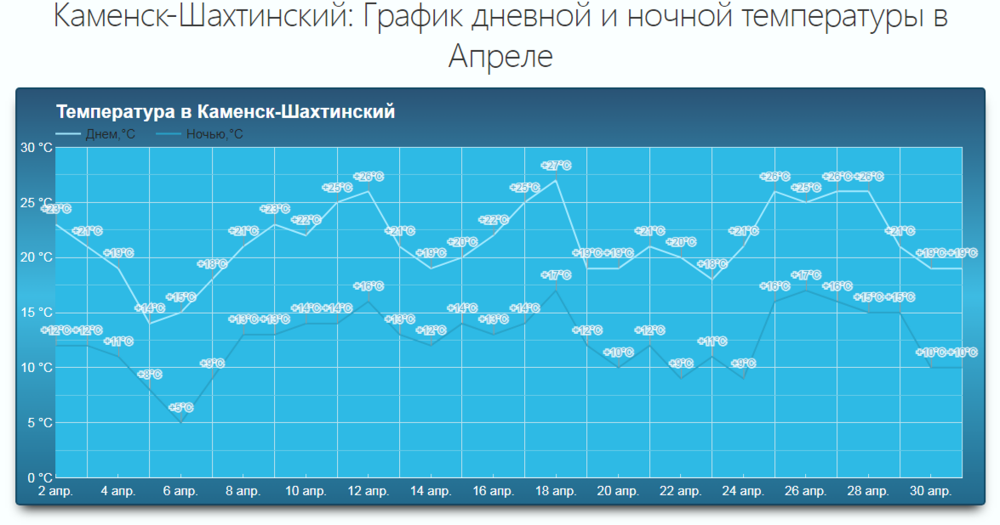 Каменск-Шахтинский: График дневной и ночной температуры в
Апреле
Температура в Каменск-Шахтинский
Днем,°C Ночью,°C
30 °C
+27°C
+26°C +26°C +26°C+26°C
+25°C +25°C +25°C
25 °C
+23°C +23°C
+22°C +22°C
+21°C +21°C +21°C +21°C +21°C +21°C
+20°C +20°C
20 °C
+19°C +19°C +19°C+19°C +19°C+19°C
+18°C +18°C
+17°C +17°C
+16°C +16°C +16°C
+15°C +15°C+15°C
15 °C
+14°C +14°C+14°C +14°C +14°C
+13°C+13°C +13°C +13°C
+12°C+12°C +12°C +12°C +12°C
+11°C +11°C
+10°C +10°C+10°C
10 °C
+9°C +9°C +9°C
+8°C
+5°C
5 °C
0 °C
2 апр. 4 апр. 6 апр. 8 апр. 10 апр. 12 апр. 14 апр. 16 апр. 18 апр. 20 апр. 22 апр. 24 апр. 26 апр. 28 апр. 30 апр.